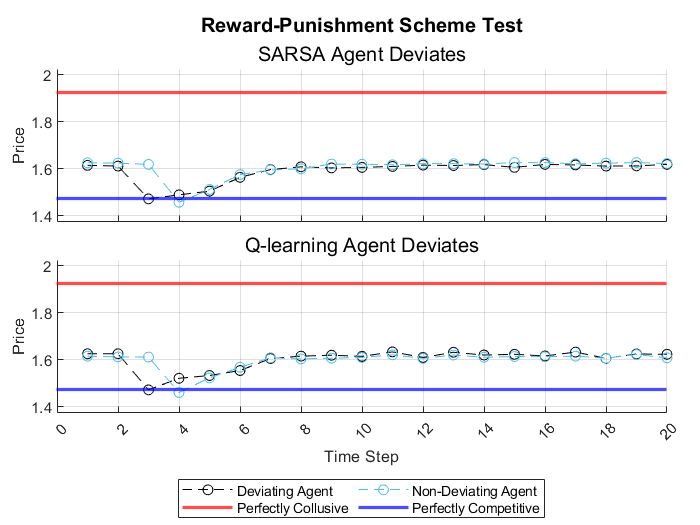 Reward-Punishment Scheme Test
SARSA Agent Deviates
2
1.8
1.6
1.4
Price
Q-learning Agent Deviates
2
1.8
1.6
1.4
Price
0 2 4 6 8 10 12 14 16 18 20
Time Step
Deviating Agent Non-Deviating Agent
Perfectly Collusive Perfectly Competitive